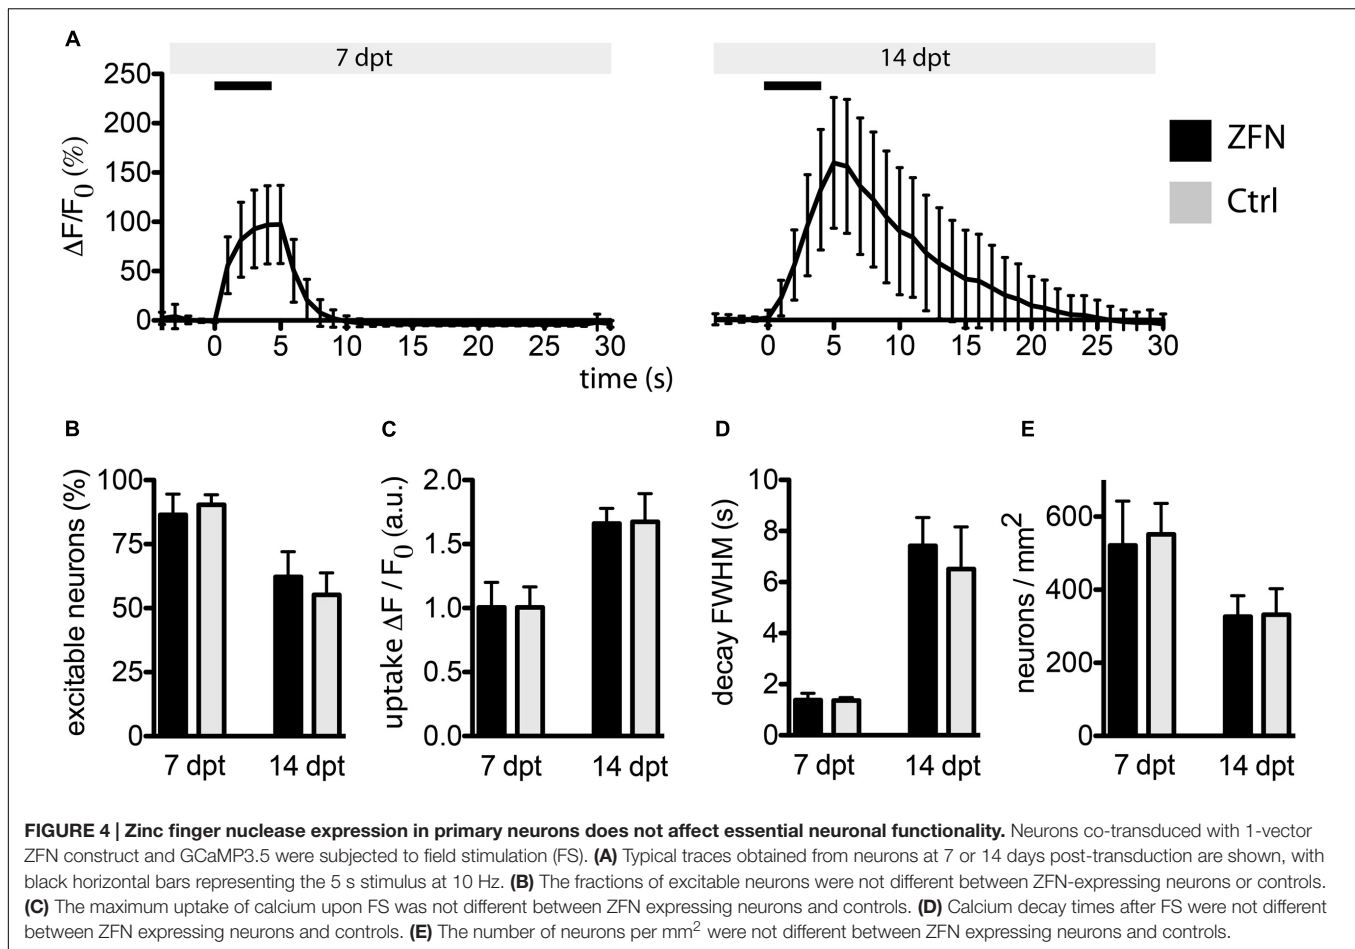 A
7 dpt
14 dpt
250
200
150
100
50
0
ΔF/F0 (%)
0 5 10 15 20 25 30
0 5 10 15 20 25 30
time (s)
ZFN
Ctrl
B
100
75
50
25
0
excitable neurons (%)
7 dpt 14 dpt
C
2.0
1.5
1.0
0.5
0.0
uptake ΔF / F0 (a.u.)
7 dpt 14 dpt
D
10
8
6
4
2
0
decay FWHM (s)
7 dpt 14 dpt
E
600
400
200
0
neurons / mm2
7 dpt 14 dpt
FIGURE 4 | Zinc finger nuclease expression in primary neurons does not affect essential neuronal functionality. Neurons co-transduced with 1-vector
ZFN construct and GCaMP3.5 were subjected to field stimulation (FS). (A) Typical traces obtained from neurons at 7 or 14 days post-transduction are shown, with
black horizontal bars representing the 5 s stimulus at 10 Hz. (B) The fractions of excitable neurons were not different between ZFN-expressing neurons or controls.
(C) The maximum uptake of calcium upon FS was not different between ZFN expressing neurons and controls. (D) Calcium decay times after FS were not different
between ZFN expressing neurons and controls. (E) The number of neurons per mm2 were not different between ZFN expressing neurons and controls.